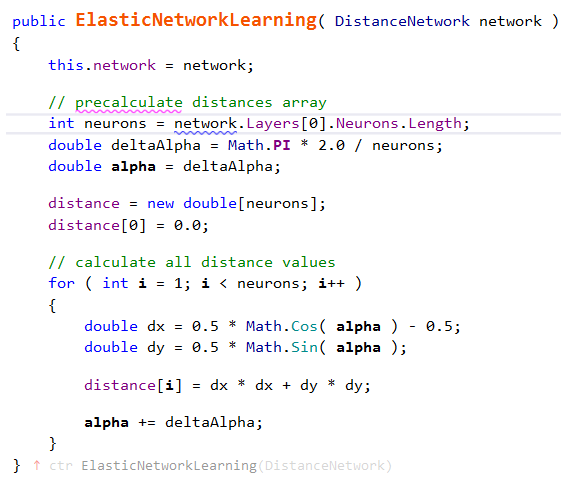 public ElasticNetworkLearning( DistanceNetwork network )
{
    this.network = network;

    // precalculate distances array
    int neurons = network.Layers[0].Neurons.Length;
    double deltaAlpha = Math.PI * 2.0 / neurons;
    double alpha = deltaAlpha;

    distance = new double[neurons];
    distance[0] = 0.0;

    // calculate all distance values
    for ( int i = 1; i < neurons; i++ )
    {
        double dx = 0.5 * Math.Cos( alpha ) - 0.5;
        double dy = 0.5 * Math.Sin( alpha );

        distance[i] = dx * dx + dy * dy;

        alpha += deltaAlpha;
    }
} ↑ ctr ElasticNetworkLearning(DistanceNetwork)